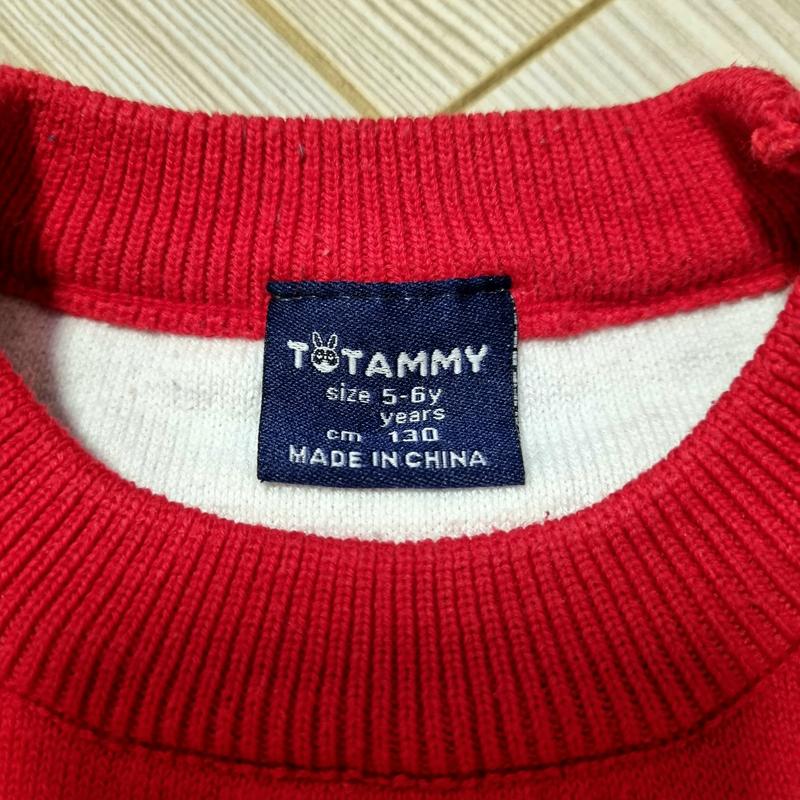 TOTAMMY
size 5-6y
years
cm 130
MADE IN CHINA